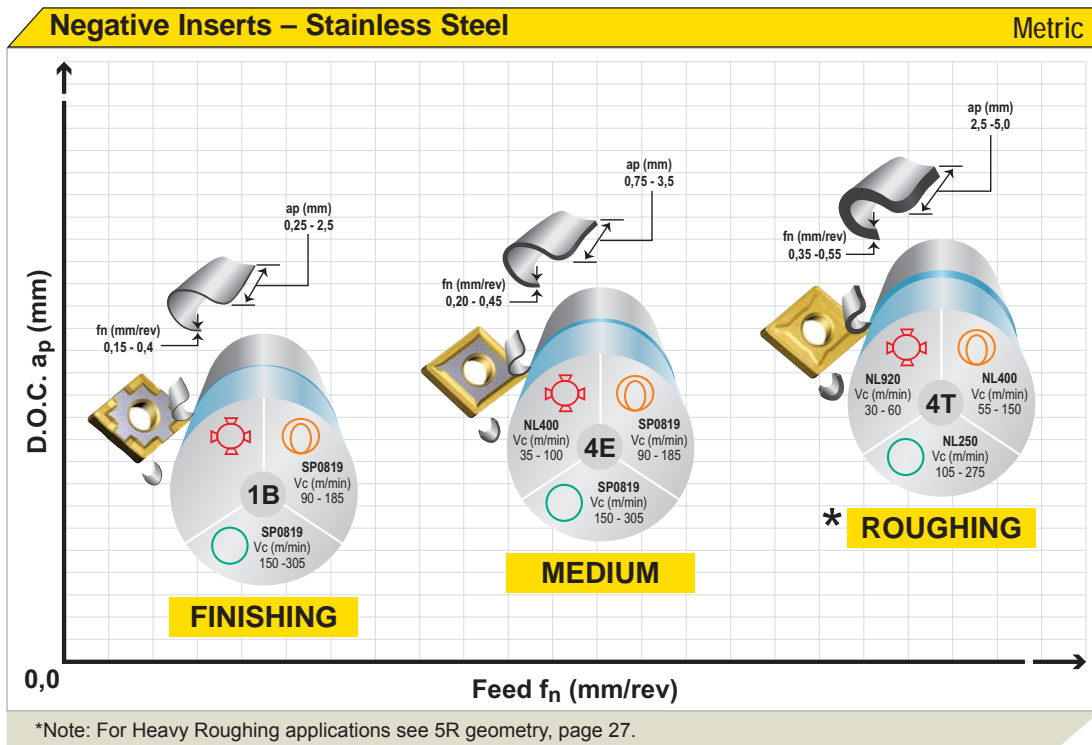 Negative Inserts – Stainless Steel
Metric
D.O.C. ap (mm)
ap (mm)
0,25 - 2,5
fn (mm/rev)
0,15 - 0,4
SP0819
Vc (m/min)
90 - 185
1B
SP0819
Vc (m/min)
150 -305
FINISHING
ap (mm)
0,75 - 3,5
fn (mm/rev)
0,20 - 0,45
NL400
Vc (m/min)
35 - 100
SP0819
Vc (m/min)
90 - 185
4E
SP0819
Vc (m/min)
150 - 305
MEDIUM
ap (mm)
2,5 -5,0
fn (mm/rev)
0,35 -0,55
NL920
Vc (m/min)
30 - 60
NL400
Vc (m/min)
55 - 150
4T
NL250
Vc (m/min)
105 - 275
* ROUGHING
0,0
Feed fn (mm/rev)
*Note: For Heavy Roughing applications see 5R geometry, page 27.